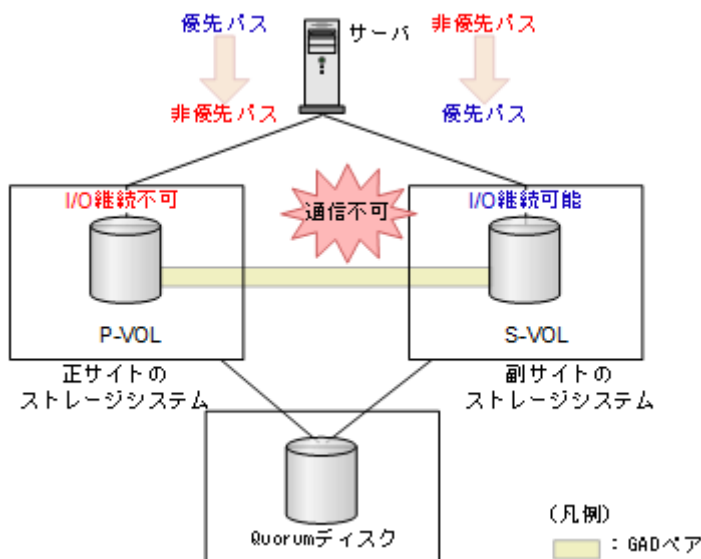 優先パス
サーバ
非優先パス
非優先パス
優先パス
I/O継続不可
通信不可
I/O継続可能
P-VOL
S-VOL
正サイトの
ストレージシステム
副サイトの
ストレージシステム
Quorumディスク
(凡例)
：GADペア